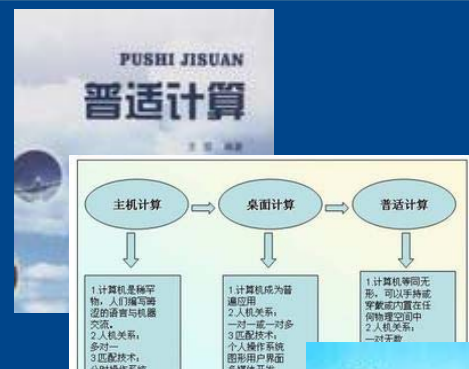 PUSHI JISUAN
普适计算
编著
主机计算
桌面计算
普适计算
1.计算机是稀罕
物，人们编写晦
涩的语言与机器
交流。
2.人机关系：
多对一
3.匹配技术：
1.计算机成为普
遍应用
2.人机关系：
一对一或一对多
3.匹配技术：
个人操作系统
图形用户界面
1.计算机等同无
形，可以手持或
穿戴或内置在任
何物理空间中
2.人机关系：
一对无数